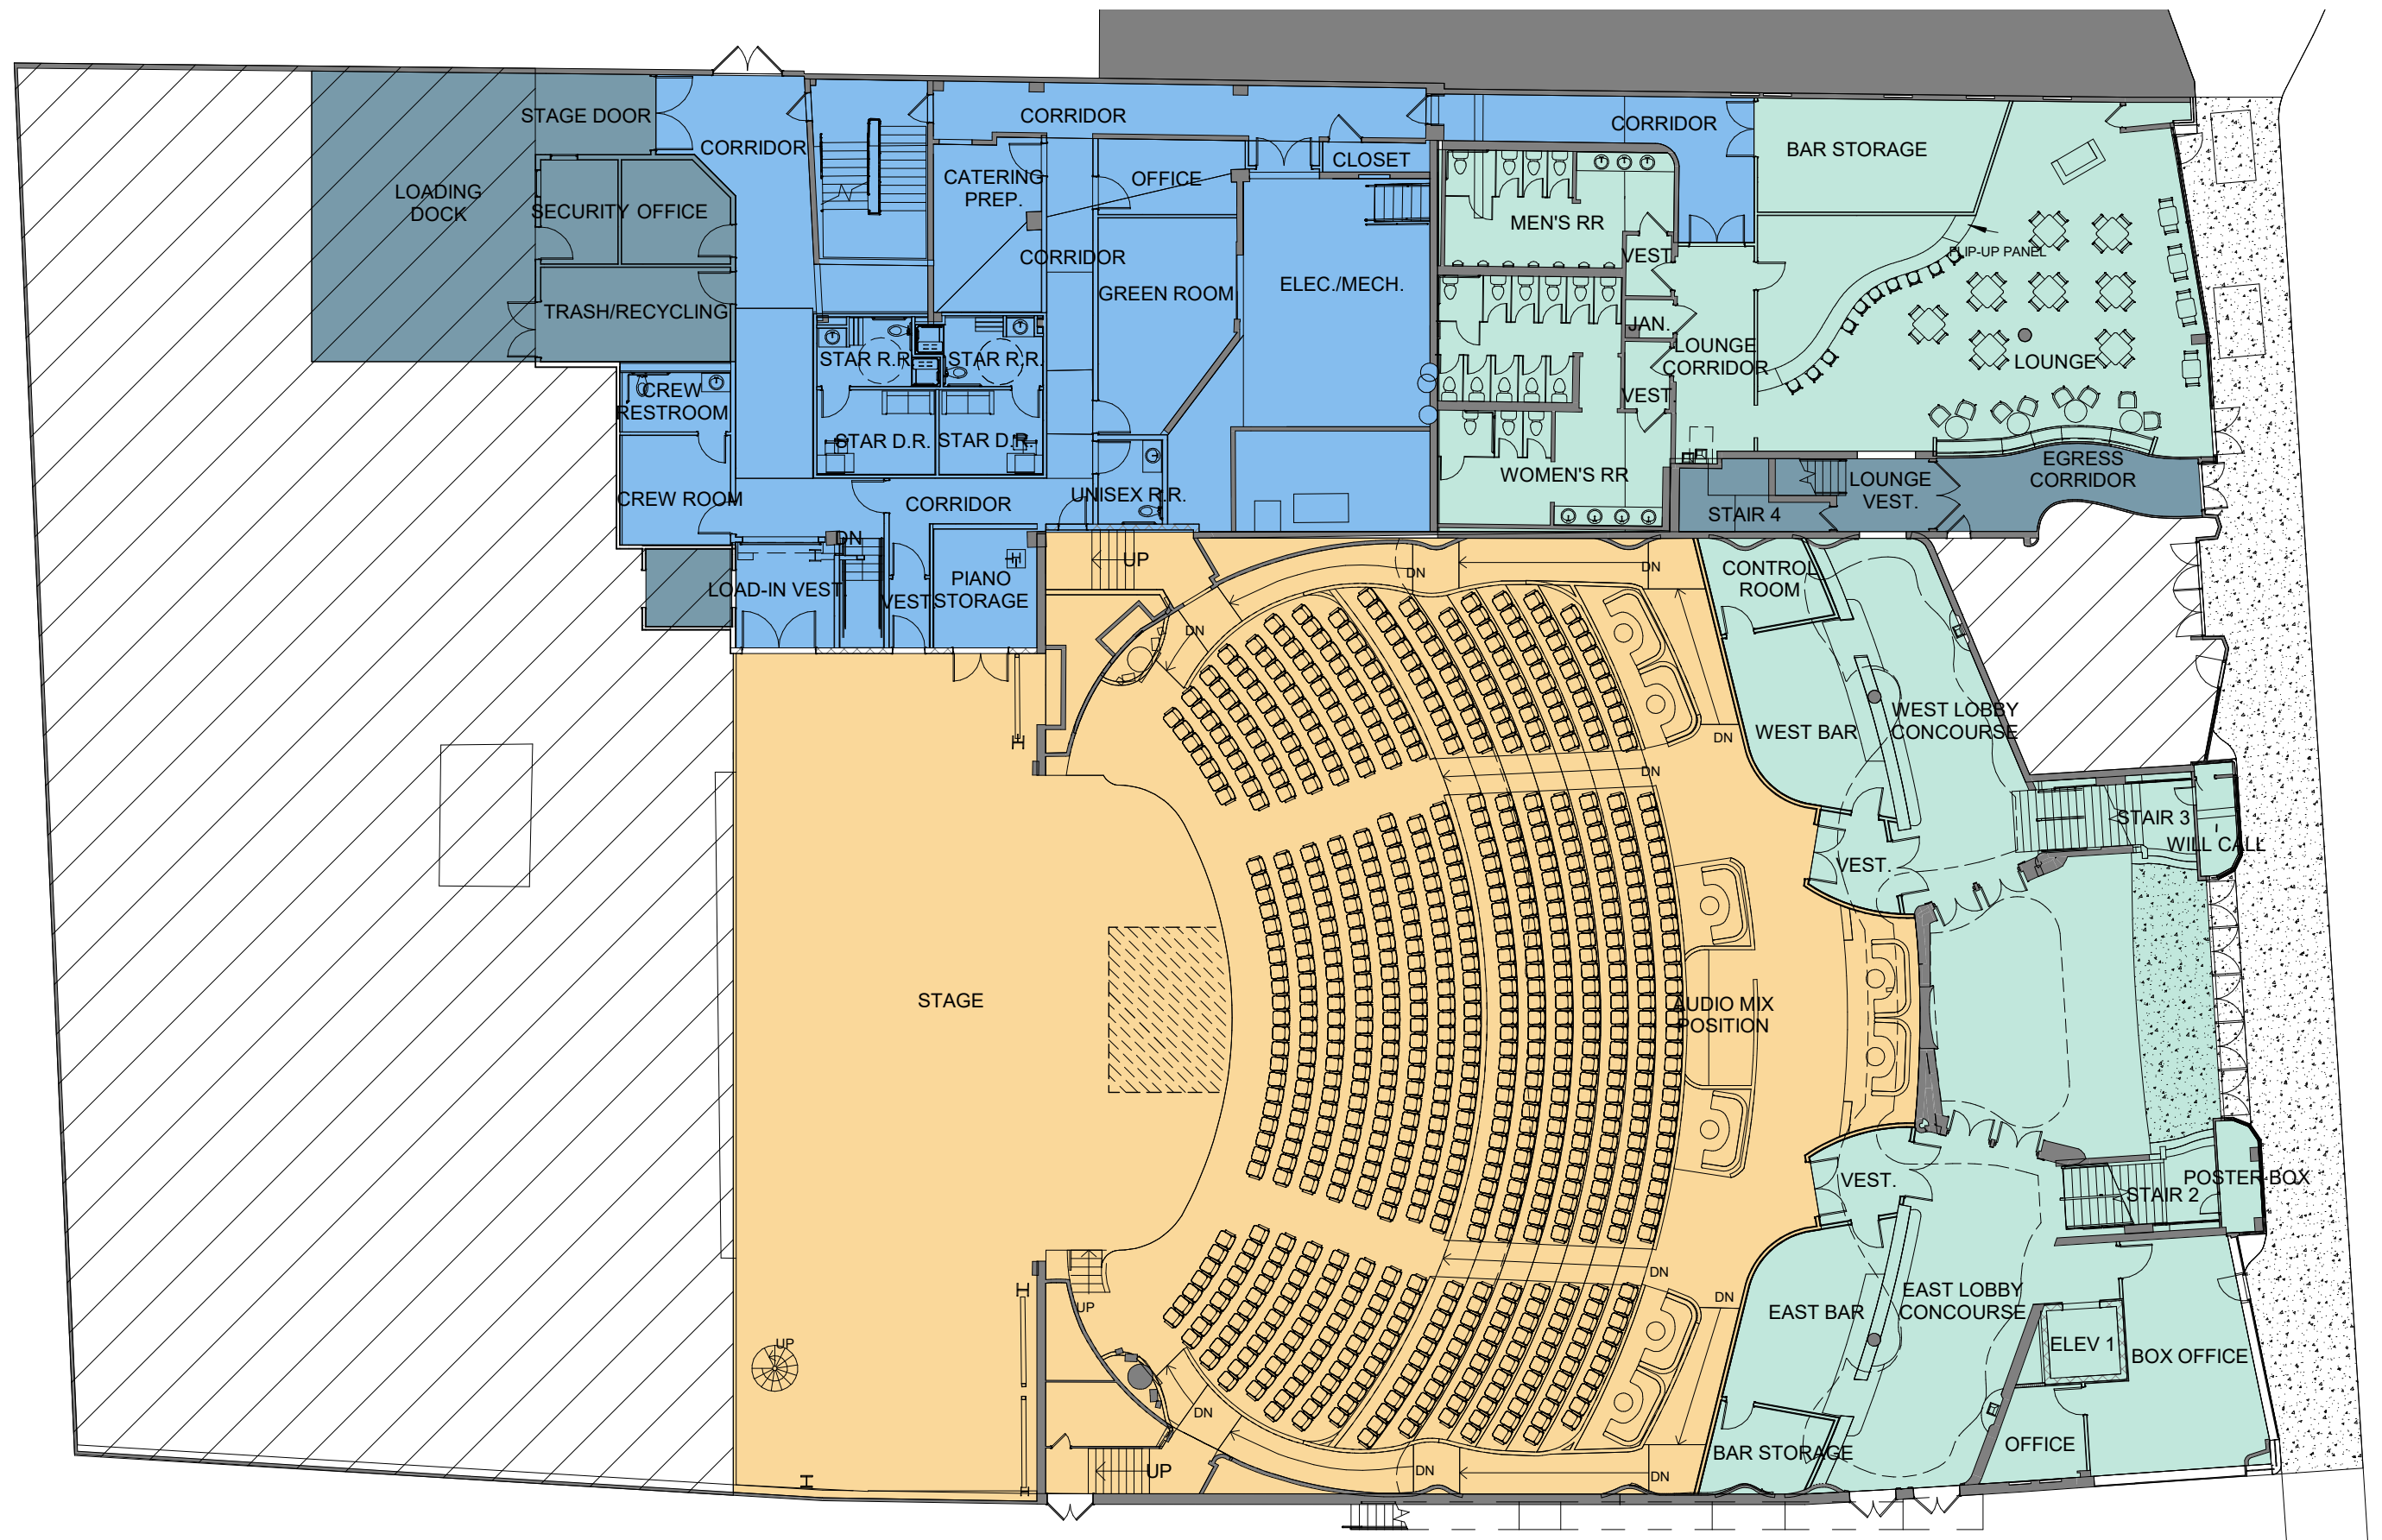 STAGE DOOR
CORRIDOR
CORRIDOR
CORRIDOR
BAR STORAGE
LOADING
DOCK
SECURITY OFFICE
CATERING
PREP.
OFFICE
CLOSET
MEN'S RR
VEST.
FLIP-UP PANEL
CORRIDOR
GREEN ROOM
ELEC./MECH.
TRASH/RECYCLING
JAN.
STAR R.R.
STAR R.R.
LOUNGE
CORRIDOR
LOUNGE
CREW
RESTROOM
VEST.
STAR D.R.
STAR D.R.
WOMEN'S RR
EGRESS
CORRIDOR
LOUNGE
VEST.
CREW ROOM
CORRIDOR
UNISEX R.R.
STAIR 4
DN
UP
DN
DN
CONTROL
ROOM
LOAD-IN VEST.
VEST.
PIANO
STORAGE
DN
WEST BAR
WEST LOBBY
CONCOURSE
DN
DN
STAIR 3
WILL CALL
VEST.
STAGE
AUDIO MIX
POSITION
VEST.
STAIR 2
POSTER BOX
DN
DN
UP
EAST BAR
EAST LOBBY
CONCOURSE
UP
ELEV 1
BOX OFFICE
DN
BAR STORAGE
OFFICE
UP
DN
DN